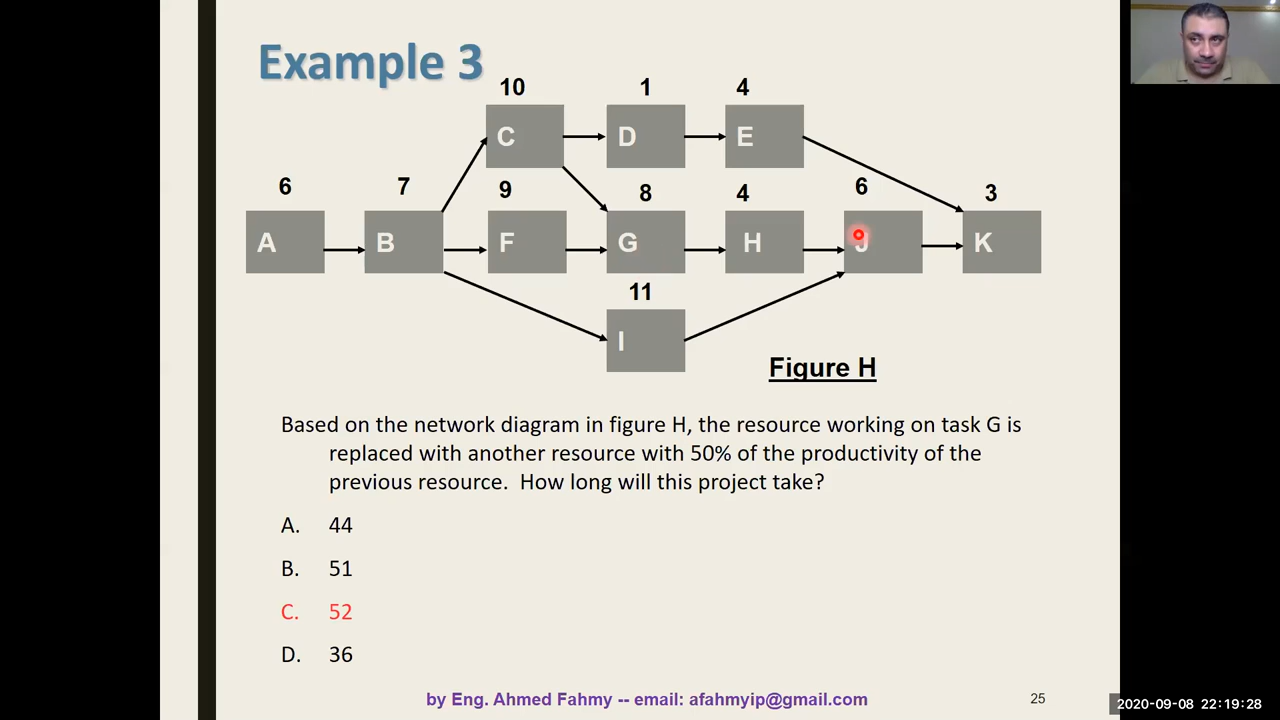 Example 3
10 1 4
C D E
6 7 9 8 4 6 3
A B F G H J K
11
I
Figure H
Based on the network diagram in figure H, the resource working on task G is
replaced with another resource with 50% of the productivity of the
previous resource. How long will this project take?
A. 44
B. 51
C. 52
D. 36
by Eng. Ahmed Fahmy -- email: afahmyip@gmail.com
25
2020-09-08 22:19:28